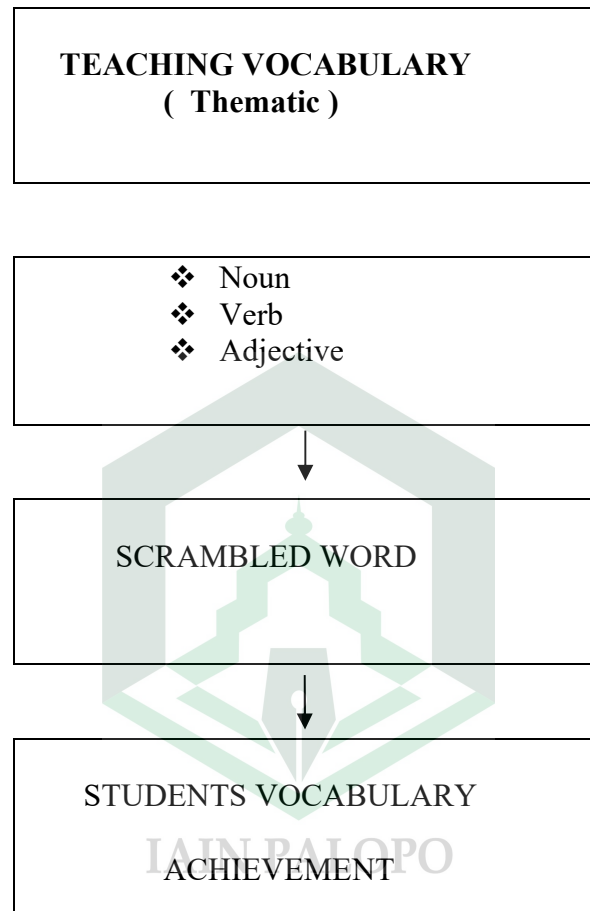 TEACHING VOCABULARY
( Thematic )
❖ Noun
❖ Verb
❖ Adjective
SCRAMBLED WORD
STUDENTS VOCABULARY
IAIN PALOPO
ACHIEVEMENT